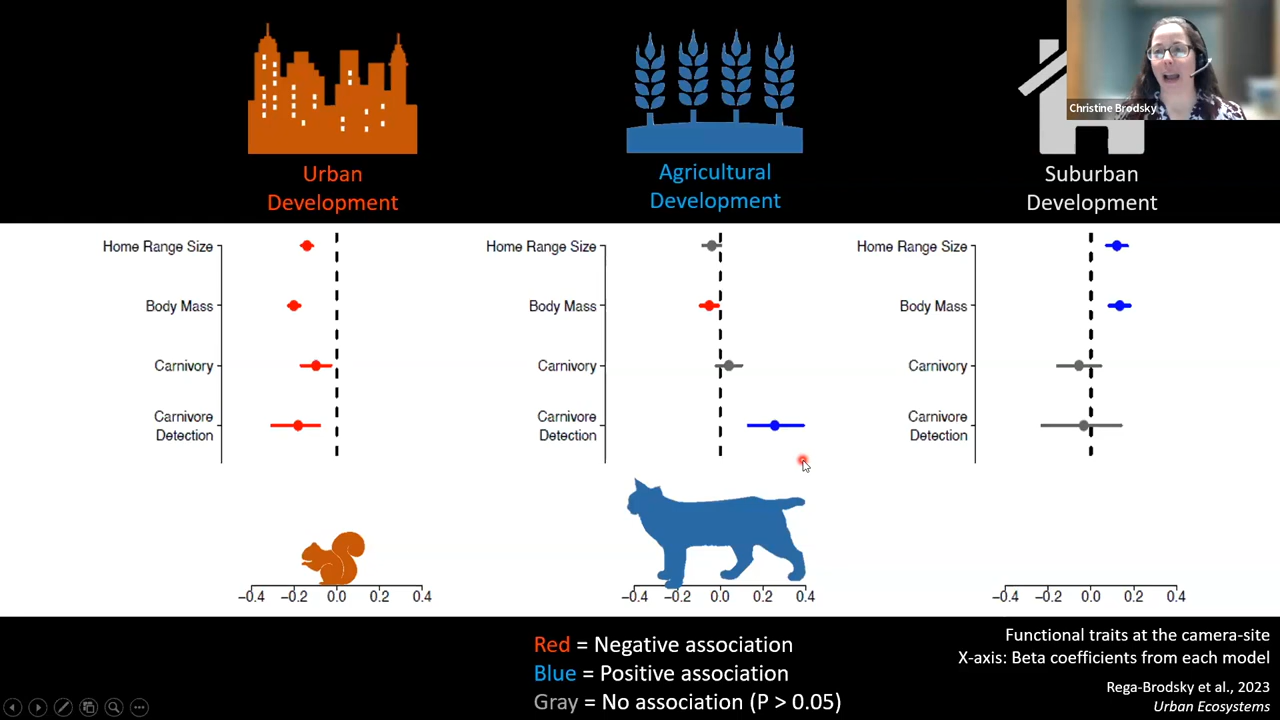 Christine Brodsky
Urban
Development
Agricultural
Development
Suburban
Development
Home Range Size
Body Mass
Carnivory
Carnivore
Detection
−0.4 −0.2 0.0 0.2 0.4
Home Range Size
Body Mass
Carnivory
Carnivore
Detection
−0.4 −0.2 0.0 0.2 0.4
Home Range Size
Body Mass
Carnivory
Carnivore
Detection
−0.4 −0.2 0.0 0.2 0.4
Red = Negative association
Blue = Positive association
Gray = No association (P > 0.05)
Functional traits at the camera-site
X-axis: Beta coefficients from each model
Rega-Brodsky et al., 2023
Urban Ecosystems